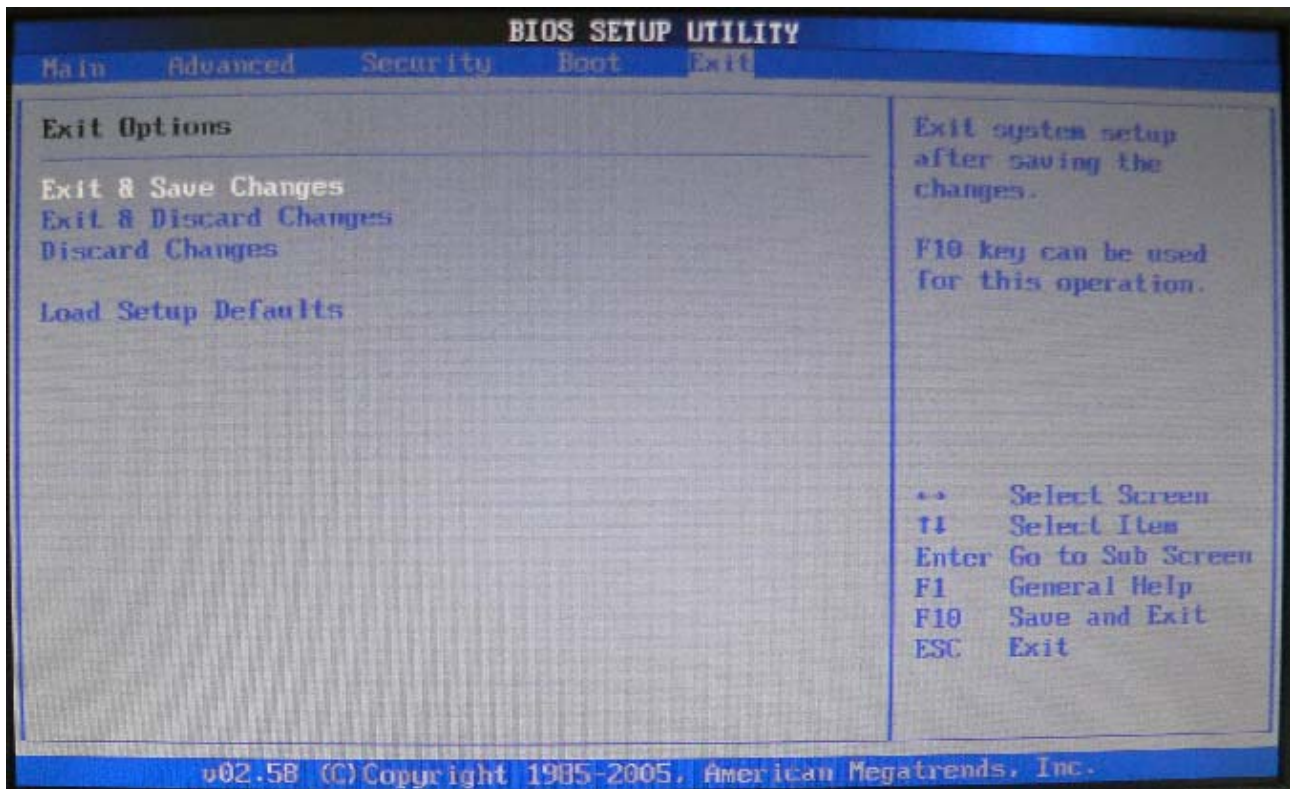 BIOS SETUP UTILITY
Main Advanced Security Boot Exit
Exit Options
Exit & Save Changes
Exit & Discard Changes
Discard Changes
Load Setup Defaults
Exit system setup
after saving the
changes.
F10 key can be used
for this operation.
↔ Select Screen
↑↓ Select Item
Enter Go to Sub Screen
F1 General Help
F10 Save and Exit
ESC Exit
v02.58 (C)Copyright 1985-2005, American Megatrends, Inc.